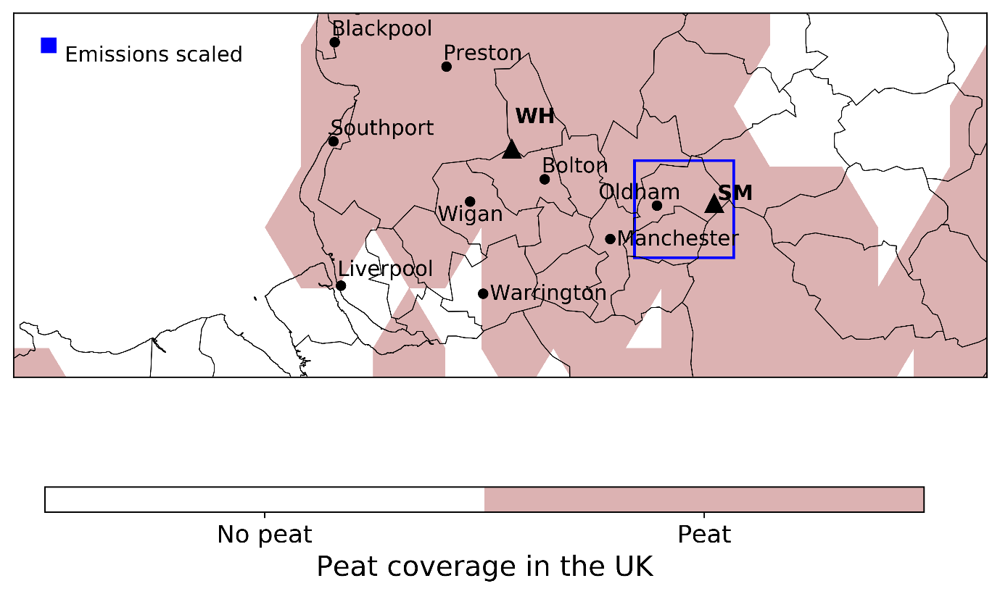 Blackpool
Emissions scaled
Preston
WH
Southport
Bolton
Oldham
SM
Wigan
Manchester
Liverpool
Warrington
No peat
Peat
Peat coverage in the UK